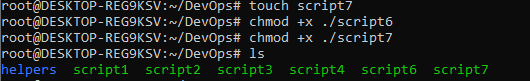 root@DESKTOP-REG9KSV:~/DevOps# touch script7
root@DESKTOP-REG9KSV:~/DevOps# chmod +x ./script6
root@DESKTOP-REG9KSV:~/DevOps# chmod +x ./script7
root@DESKTOP-REG9KSV:~/DevOps# ls
helpers script1 script2 script3 script4 script6 script7